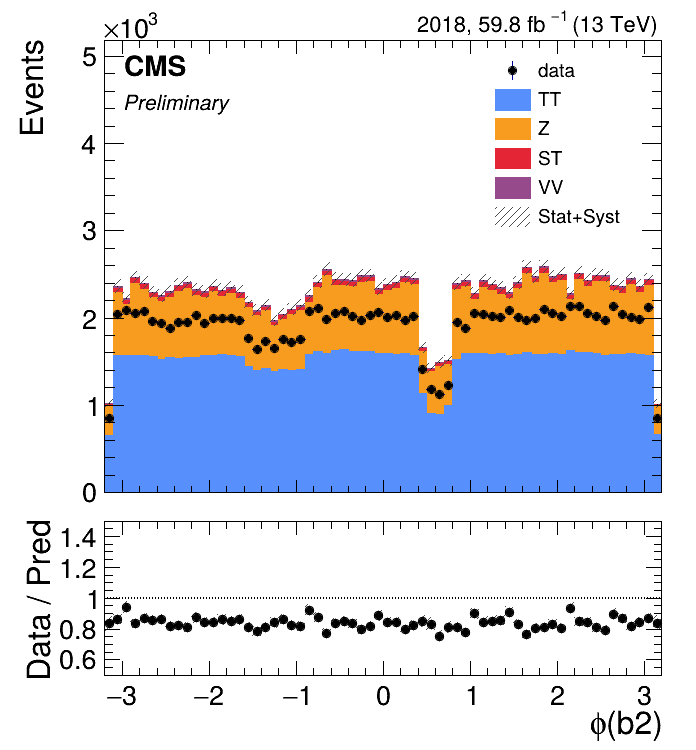 ×10³
2018, 59.8 fb⁻¹ (13 TeV)
Events
CMS
Preliminary
data
TT
Z
ST
VV
Stat+Syst
5
4
3
2
1
0
Data / Pred
1.4
1.2
1
0.8
0.6
−3 −2 −1 0 1 2 3
ϕ(b2)